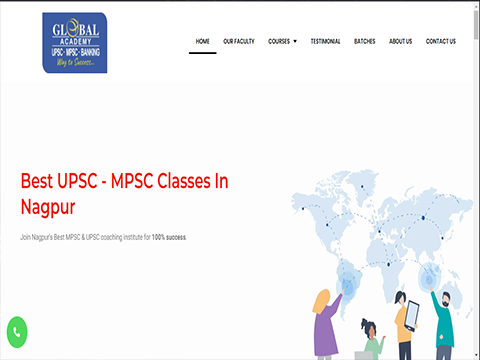 GLOBAL
ACADEMY
UPSC - MPSC - BANKING
Way to Success...
HOME OUR FACULTY COURSES TESTIMONIAL BATCHES ABOUT US CONTACT US
Best UPSC - MPSC Classes In
Nagpur
Join Nagpur's Best MPSC & UPSC coaching institute for 100% success.